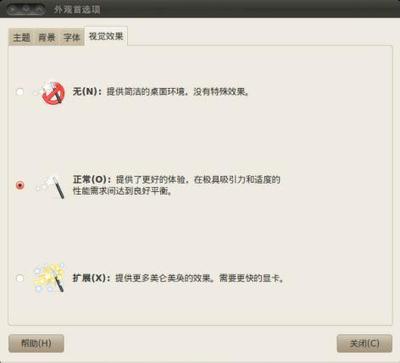 外观首选项
主题 背景 字体 视觉效果
无(N)：提供简洁的桌面环境，没有特殊效果。
正常(O)：提供了更好的体验，在极具吸引力和适度的
性能需求间达到良好平衡。
扩展(X)：提供更多美仑美奂的效果。需要更快的显卡。
帮助(H) 关闭(C)